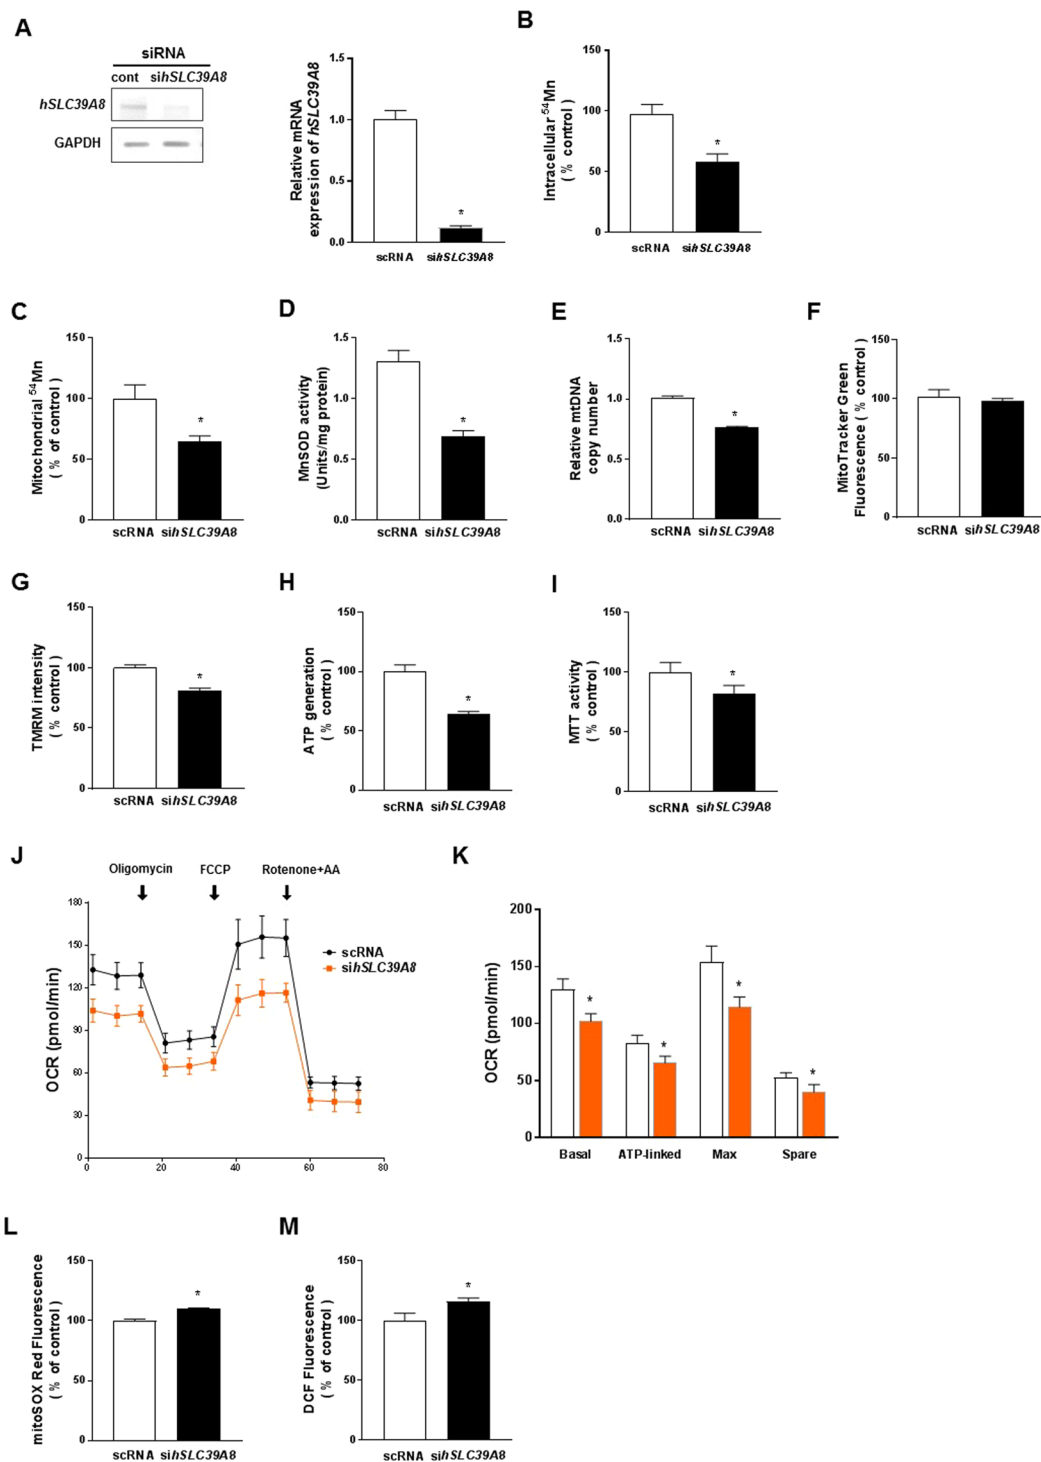 A
siRNA
cont sihSLC39A8
hSLC39A8
GAPDH
Relative mRNA
expression of hSLC39A8
1.5
1.0
0.5
0.0
*
scRNA sihSLC39A8
B
Intracellular 54Mn
( % control )
150
100
50
0
*
scRNA sihSLC39A8
C
Mitochondrial 54Mn
( % of control )
150
100
50
0
*
scRNA sihSLC39A8
D
MnSOD activity
(Units/mg protein)
1.5
1.0
0.5
0.0
*
scRNA sihSLC39A8
E
Relative mtDNA
copy number
1.5
1.0
0.5
0.0
*
scRNA sihSLC39A8
F
MitoTracker Green
Fluorescence ( % control )
150
100
50
0
scRNA sihSLC39A8
G
TMRM intensity
( % control )
150
100
50
0
*
scRNA sihSLC39A8
H
ATP generation
( % control )
150
100
50
0
*
scRNA sihSLC39A8
I
MTT activity
( % control )
150
100
50
0
*
scRNA sihSLC39A8
J
Oligomycin FCCP Rotenone+AA
OCR (pmol/min)
180
150
120
90
60
30
0
0 20 40 60 80
scRNA
sihSLC39A8
K
OCR (pmol/min)
200
150
100
50
0
* * * *
Basal ATP-linked Max Spare
L
mitoSOX Red Fluorescence
( % of control )
150
100
50
0
*
scRNA sihSLC39A8
M
DCF Fluorescence
( % of control )
150
100
50
0
*
scRNA sihSLC39A8